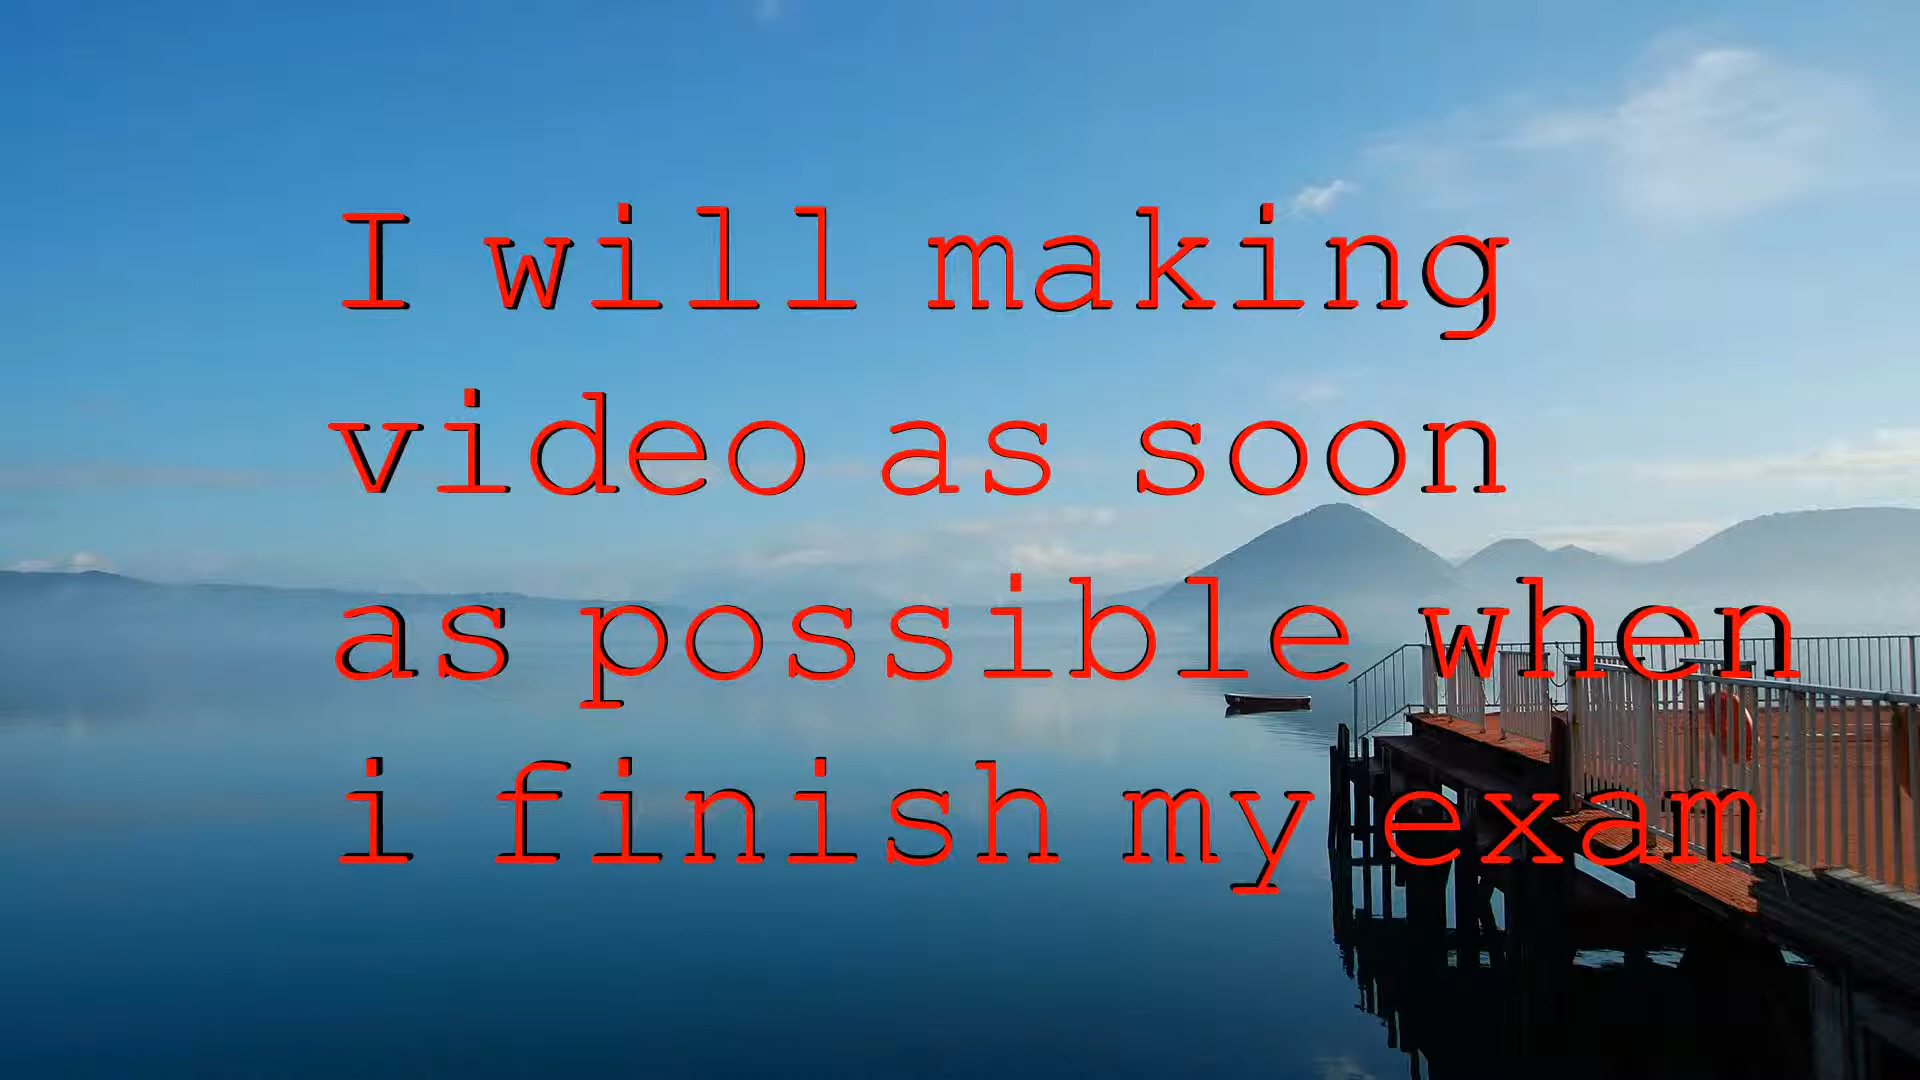 I will making
video as soon
as possible when
i finish my exam